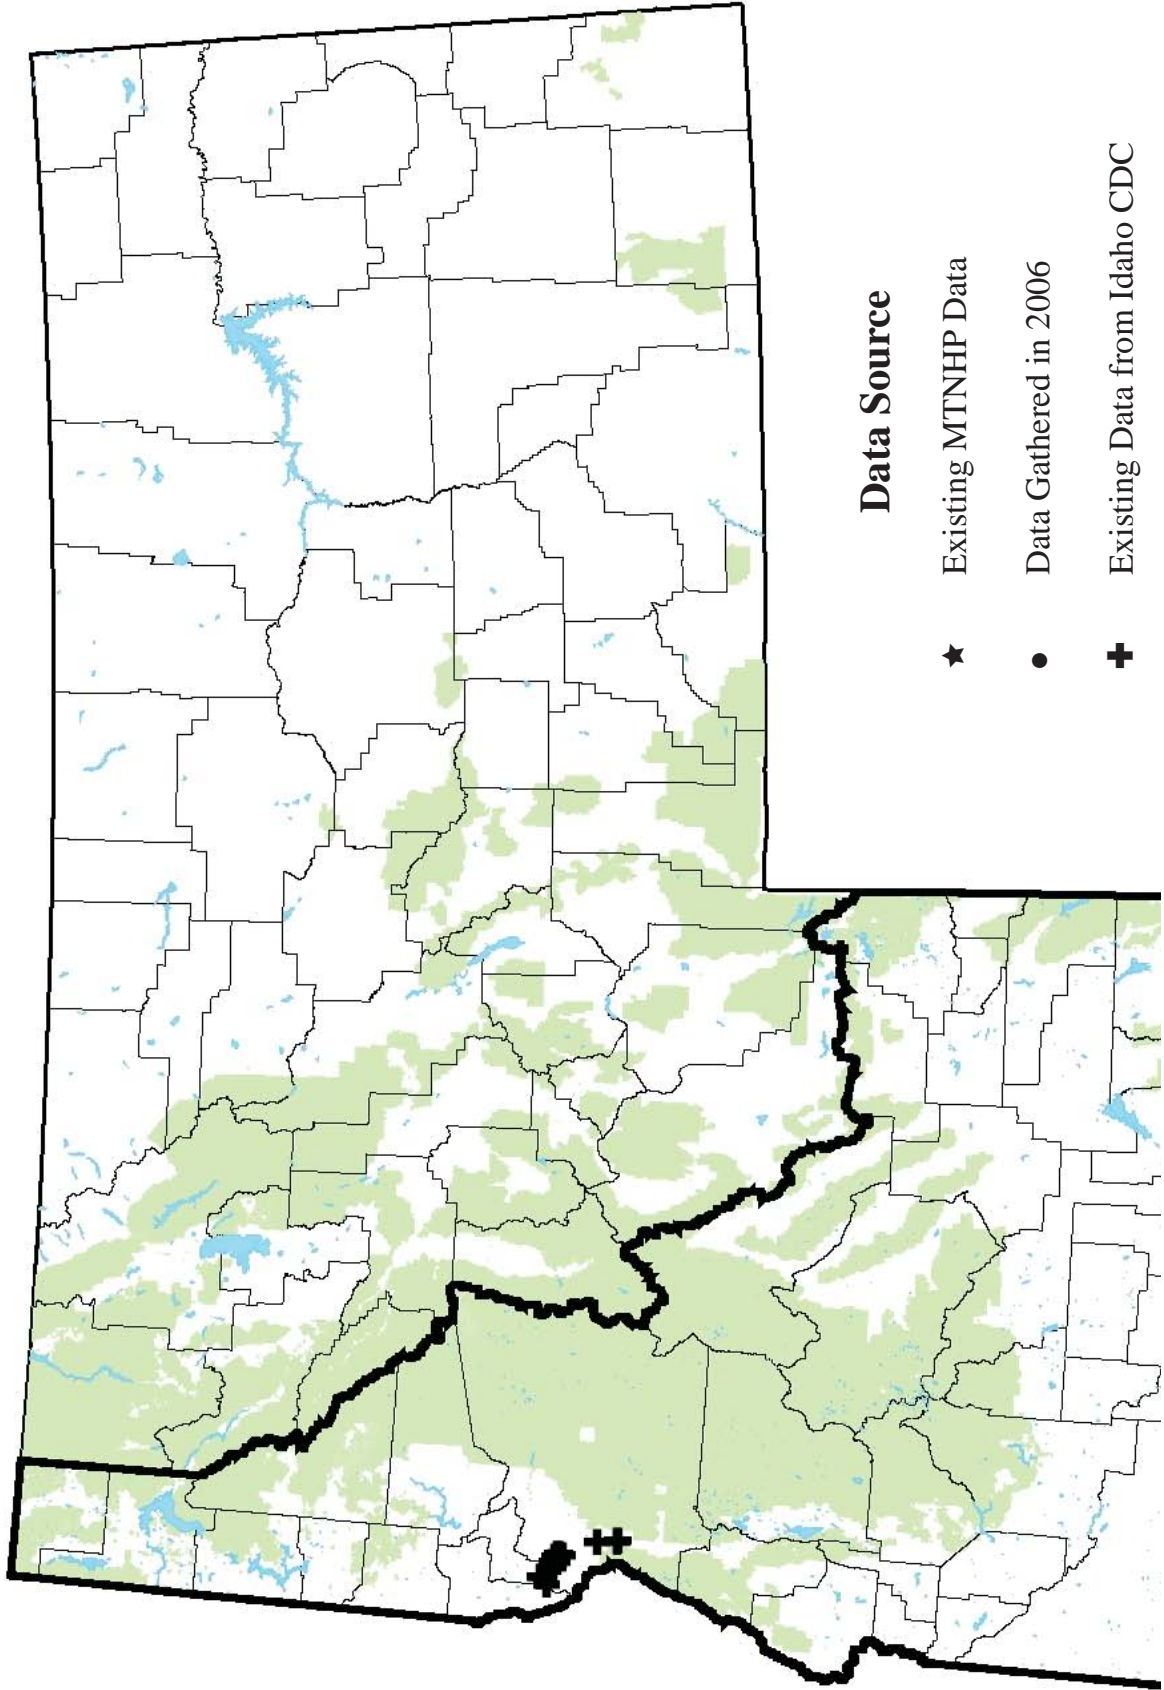 Data Source
Existing MTNHP Data
Data Gathered in 2006
Existing Data from Idaho CDC